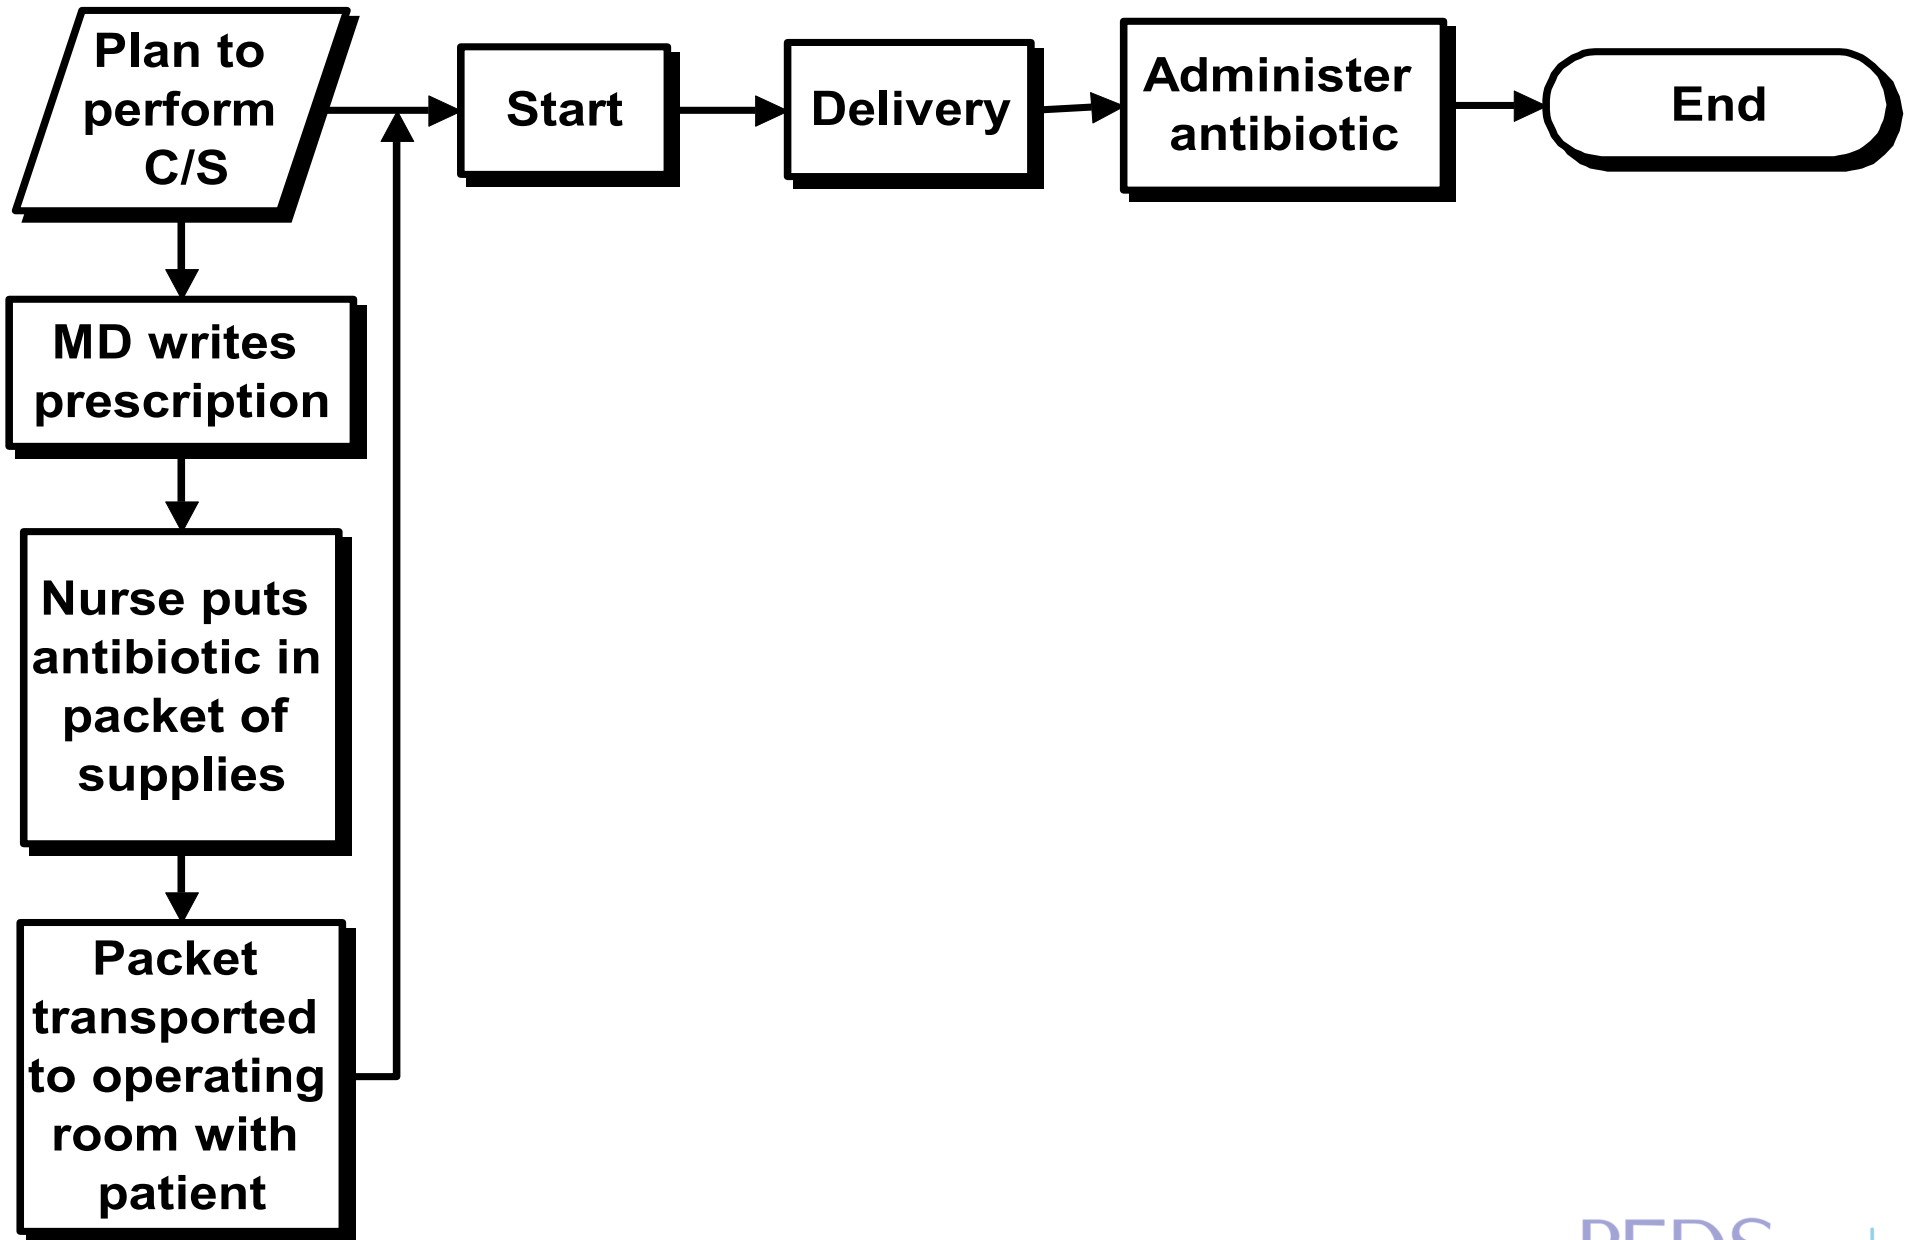 Plan to
perform
C/S
Start
Delivery
Administer
antibiotic
End
MD writes
prescription
Nurse puts
antibiotic in
packet of
supplies
Packet
transported
to operating
room with
patient